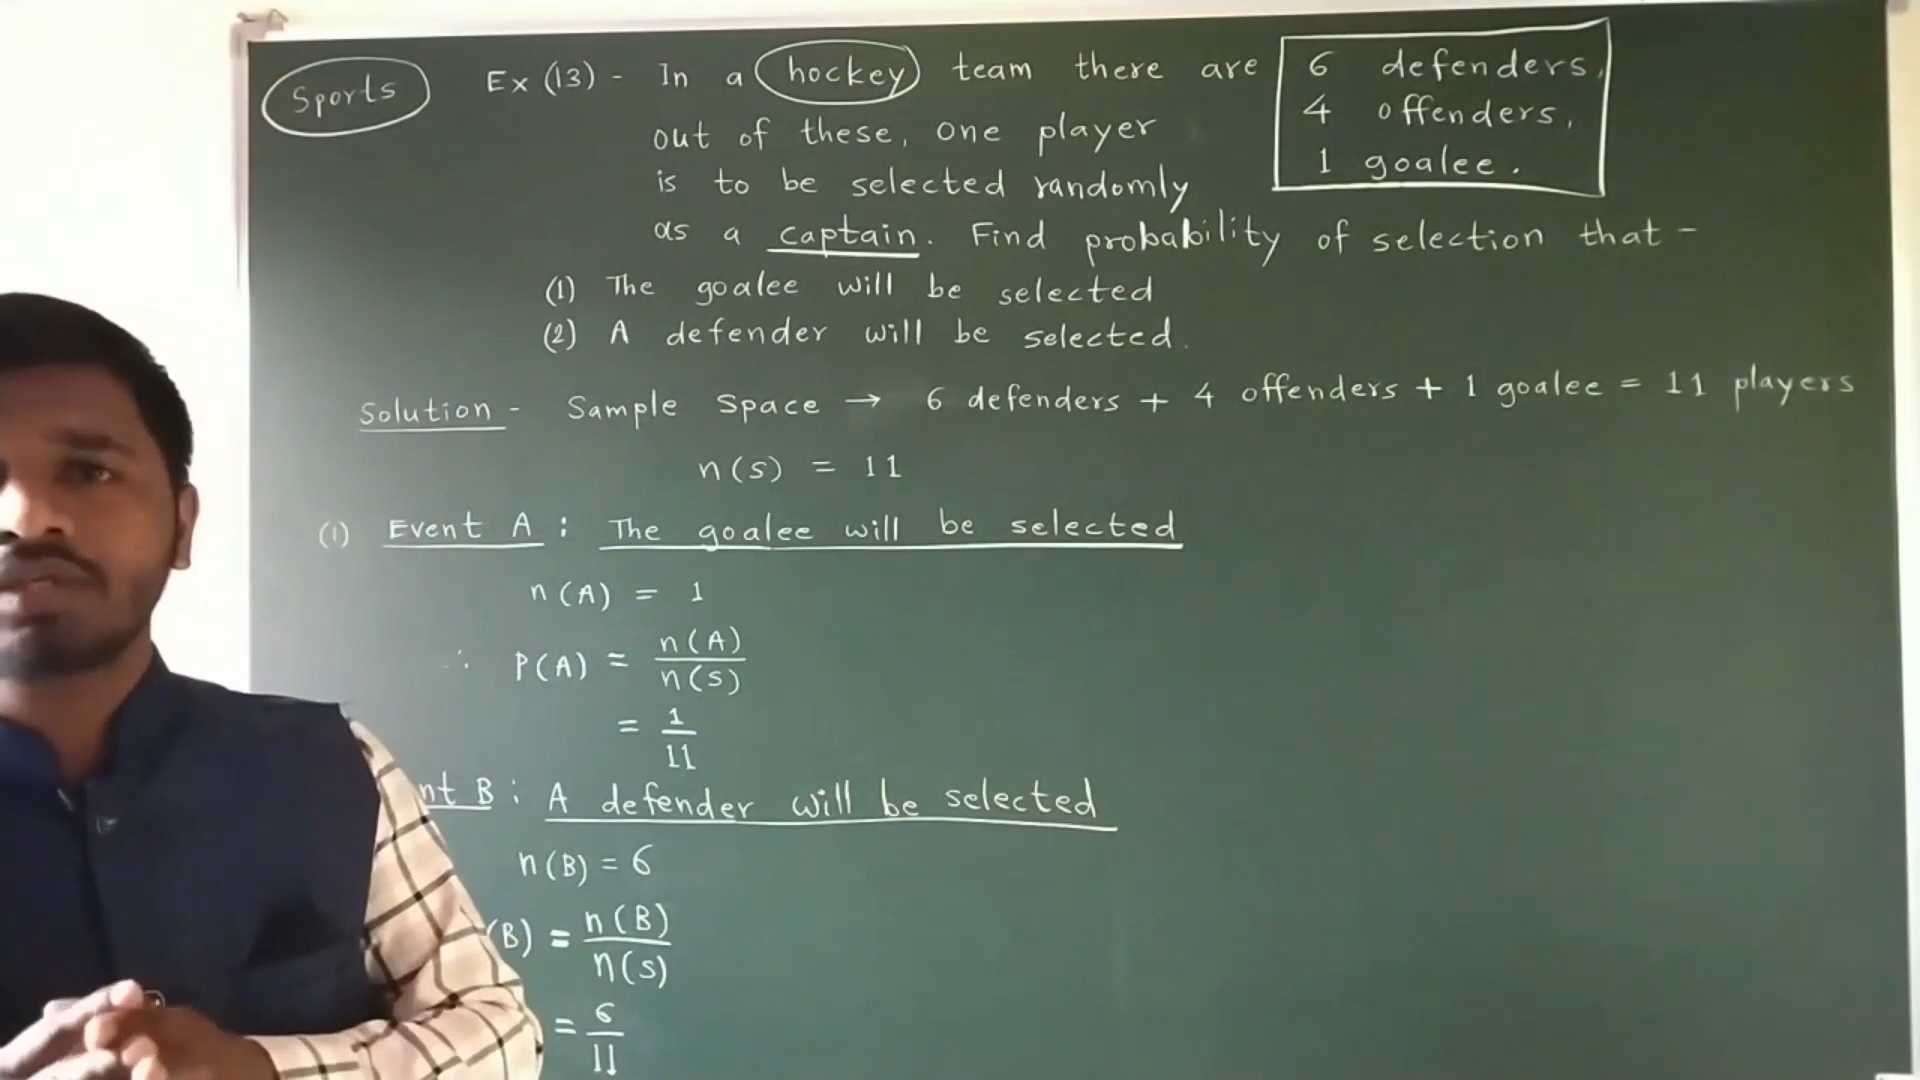 Sports
Ex (13) - In a hockey team there are 6 defenders,
4 offenders,
out of these, one player
1 goalee.
is to be selected randomly
as a captain. Find probability of selection that -
(1) The goalee will be selected
(2) A defender will be selected.
Solution - Sample Space → 6 defenders + 4 offenders + 1 goalee = 11 players
n(s) = 11
(1) Event A : The goalee will be selected
n(A) = 1
∴ P(A) = n(A)/n(s)
= 1/11
nt B : A defender will be selected
n(B) = 6
(B) = n(B)/n(s)
= 6/11